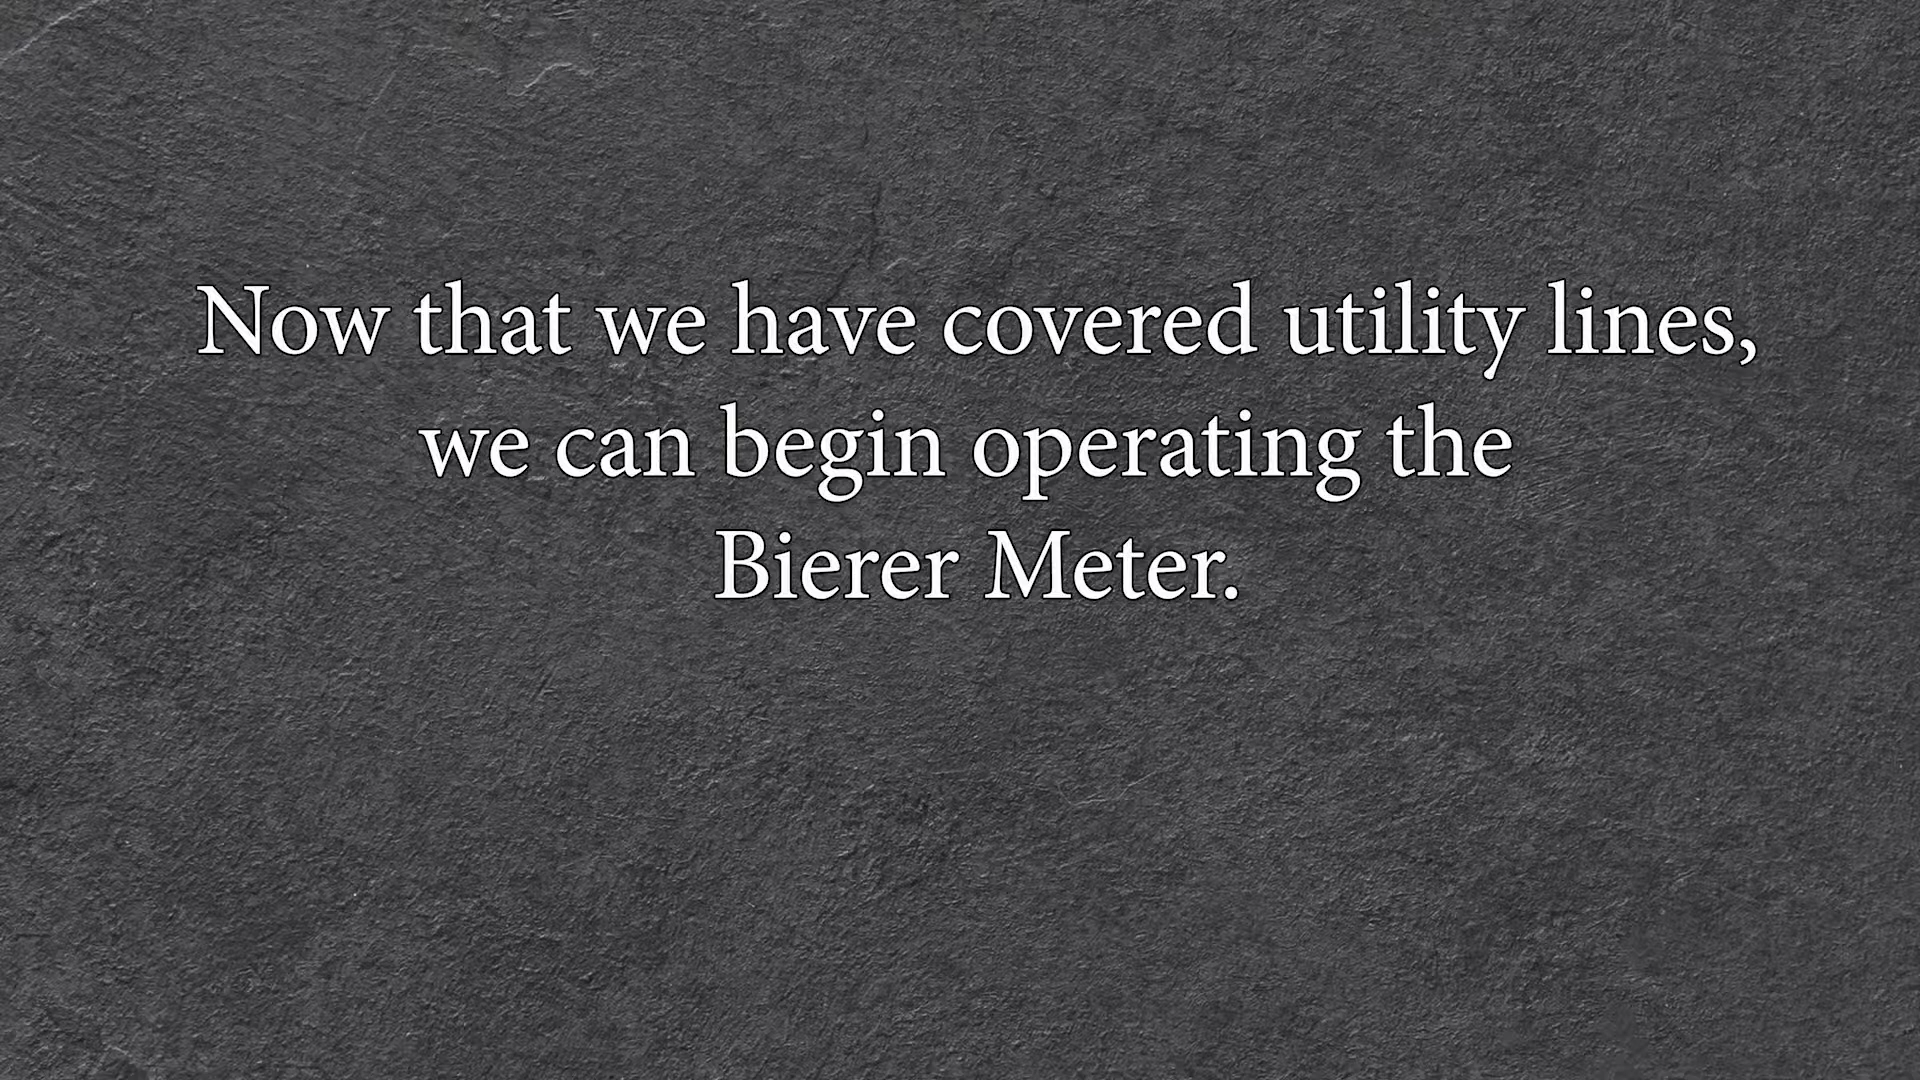 Now that we have covered utility lines,
we can begin operating the
Bierer Meter.